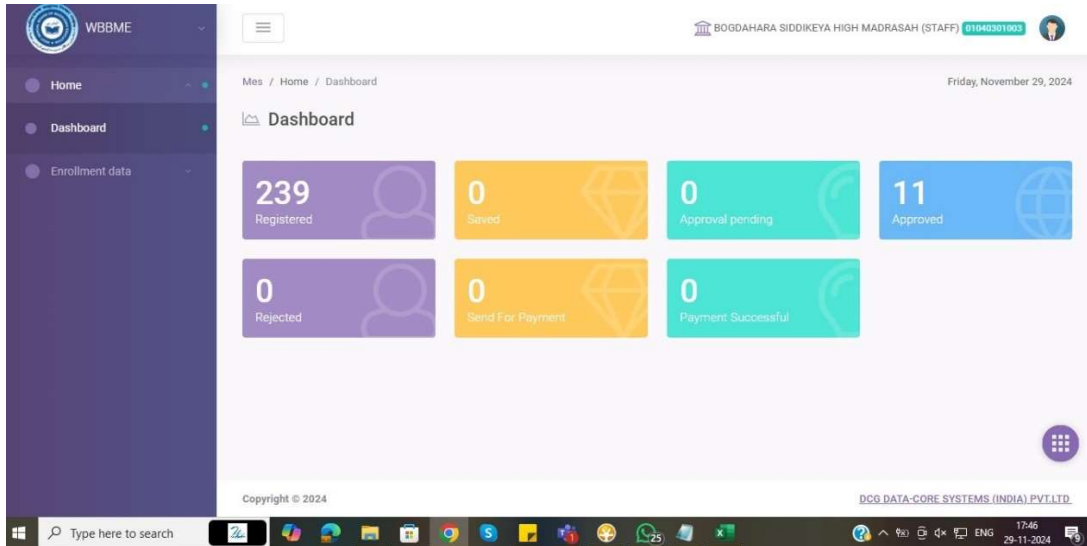 WBBME
BOGDAHARA SIDDIKEYA HIGH MADRASAH (STAFF) 01040301003
Home
Dashboard
Enrollment data
Mes / Home / Dashboard
Friday, November 29, 2024
Dashboard
239
Registered
0
Saved
0
Approval pending
11
Approved
0
Rejected
0
Send For Payment
0
Payment Successful
Copyright © 2024
DCG DATA-CORE SYSTEMS (INDIA) PVT.LTD
Type here to search
25
ENG
17:46
29-11-2024